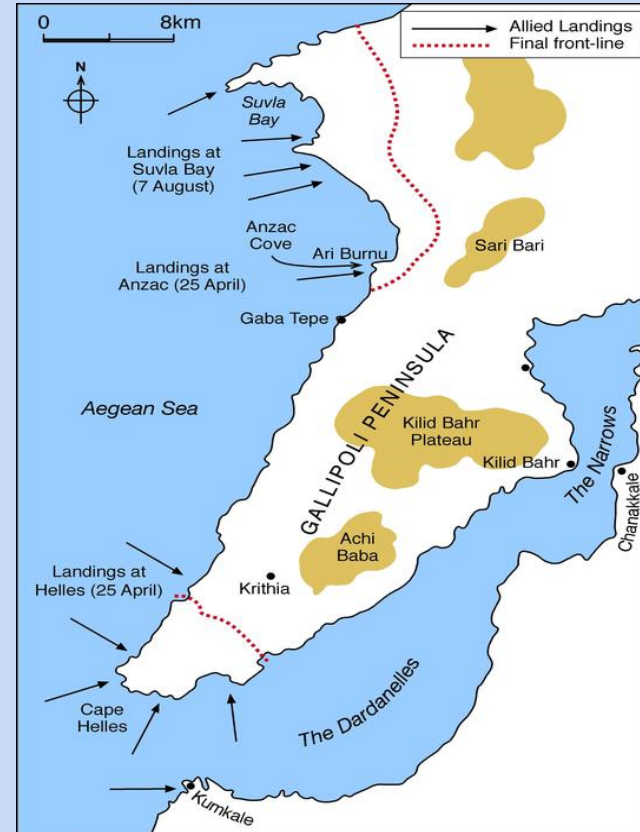 0
8km
Allied Landings
Final front-line
N
Suvla
Bay
Landings at
Suvla Bay
(7 August)
Anzac
Cove
Ari Burnu
Sari Bari
Landings at
Anzac (25 April)
Gaba Tepe
GALLIPOLI PENINSULA
Aegean Sea
Kilid Bahr
Plateau
Kilid Bahr
The Narrows
Chanakkale
Achi
Baba
Landings at
Helles (25 April)
Krithia
Cape
Helles
The Dardanelles
Kumkale